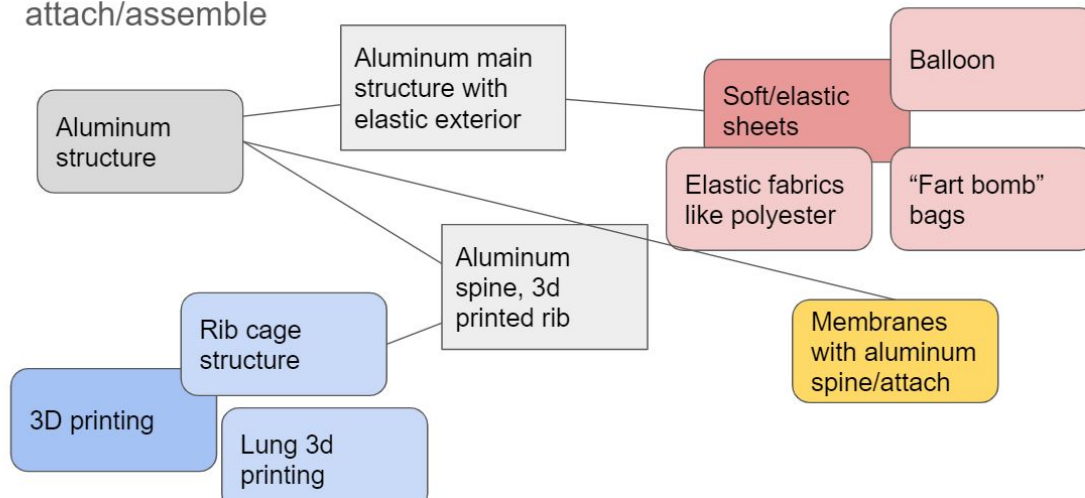 attach/assemble
Aluminum main
structure with
elastic exterior
Balloon
Soft/elastic
sheets
Aluminum
structure
Elastic fabrics
like polyester
“Fart bomb”
bags
Aluminum
spine, 3d
printed rib
Membranes
with aluminum
spine/attach
Rib cage
structure
3D printing
Lung 3d
printing